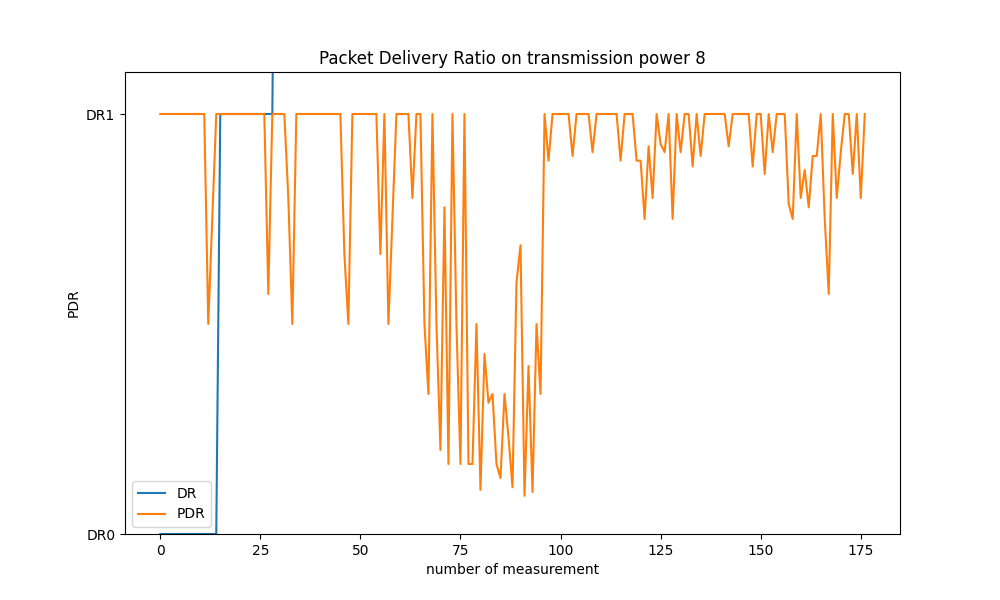 Packet Delivery Ratio on transmission power 8
DR1
PDR
DR0
DR
PDR
0 25 50 75 100 125 150 175
number of measurement